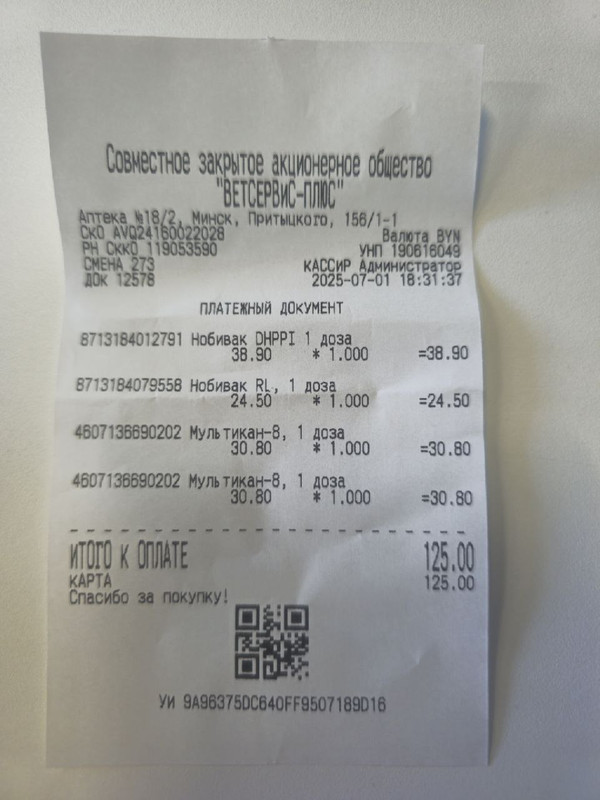 Совместное закрытое акционерное общество
"ВЕТСЕРВИС-ПЛЮС"
Аптека №18/2, Минск, Притыцкого, 156/1-1
СКО AVQ24160022028 Валюта BYN
РН СККО 119053590 УНП 190616049
СМЕНА 273 КАССИР Администратор
ДОК 12578 2025-07-01 18:31:37
ПЛАТЕЖНЫЙ ДОКУМЕНТ
8713184012791 Нобивак DHPPI 1 доза
38.90 * 1.000 =38.90
8713184079558 Нобивак RL, 1 доза
24.50 * 1.000 =24.50
4607136690202 Мультикан-8, 1 доза
30.80 * 1.000 =30.80
4607136690202 Мультикан-8, 1 доза
30.80 * 1.000 =30.80
ИТОГО К ОПЛАТЕ 125.00
КАРТА 125.00
Спасибо за покупку!
УИ 9A96375DC640FF9507189D16